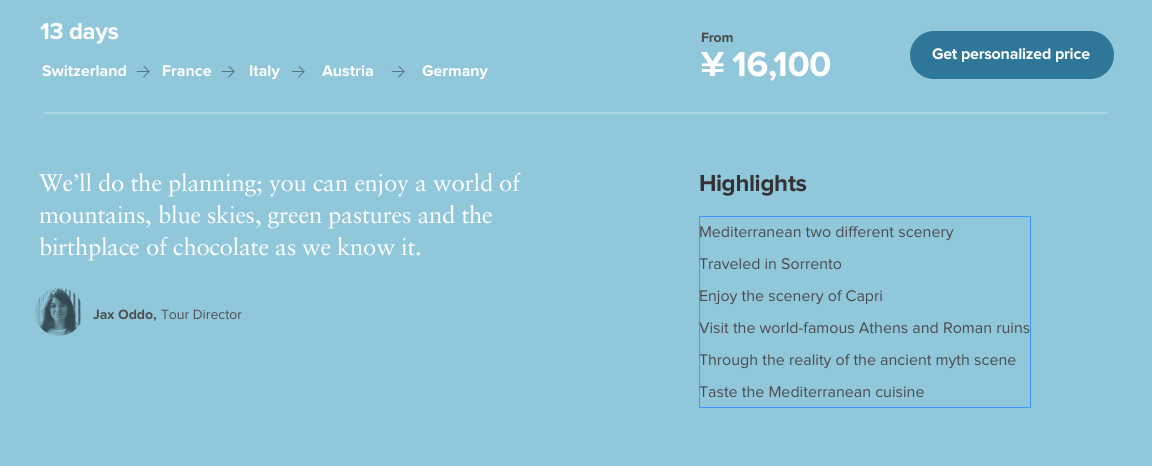 13 days
Switzerland → France → Italy → Austria → Germany
From
¥ 16,100
Get personalized price
We’ll do the planning; you can enjoy a world of
mountains, blue skies, green pastures and the
birthplace of chocolate as we know it.
Jax Oddo, Tour Director
Highlights
Mediterranean two different scenery
Traveled in Sorrento
Enjoy the scenery of Capri
Visit the world-famous Athens and Roman ruins
Through the reality of the ancient myth scene
Taste the Mediterranean cuisine